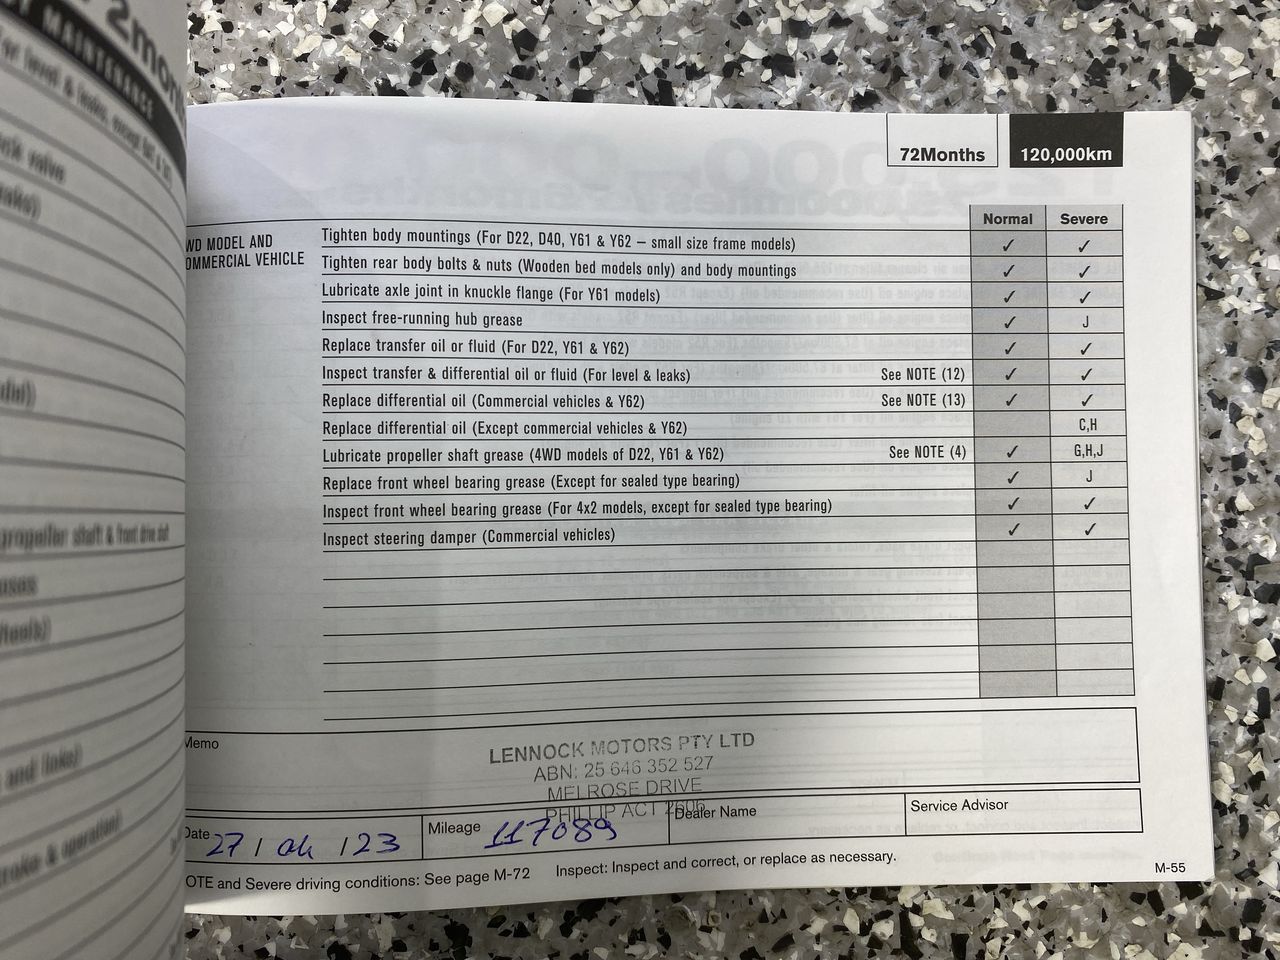 2mon
MAINTENANCE
72Months
120,000km
Normal
Severe
WD MODEL AND
OMMERCIAL VEHICLE
Tighten body mountings (For D22, D40, Y61 & Y62 – small size frame models) ✓ ✓
Tighten rear body bolts & nuts (Wooden bed models only) and body mountings ✓ ✓
Lubricate axle joint in knuckle flange (For Y61 models) ✓ ✓
Inspect free-running hub grease ✓ J
Replace transfer oil or fluid (For D22, Y61 & Y62) ✓ ✓
Inspect transfer & differential oil or fluid (For level & leaks) See NOTE (12) ✓ ✓
Replace differential oil (Commercial vehicles & Y62) See NOTE (13) ✓ ✓
Replace differential oil (Except commercial vehicles & Y62) C,H
Lubricate propeller shaft grease (4WD models of D22, Y61 & Y62) See NOTE (4) ✓ G,H,J
Replace front wheel bearing grease (Except for sealed type bearing) ✓ J
Inspect front wheel bearing grease (For 4x2 models, except for sealed type bearing) ✓ ✓
Inspect steering damper (Commercial vehicles) ✓ ✓
Memo
LENNOCK MOTORS PTY LTD
ABN: 25 646 352 527
MELROSE DRIVE
PHILLIP ACT 2606
Date 27 / 04 / 23
Mileage 117089
Dealer Name
Service Advisor
OTE and Severe driving conditions: See page M-72
Inspect: Inspect and correct, or replace as necessary.
M-55